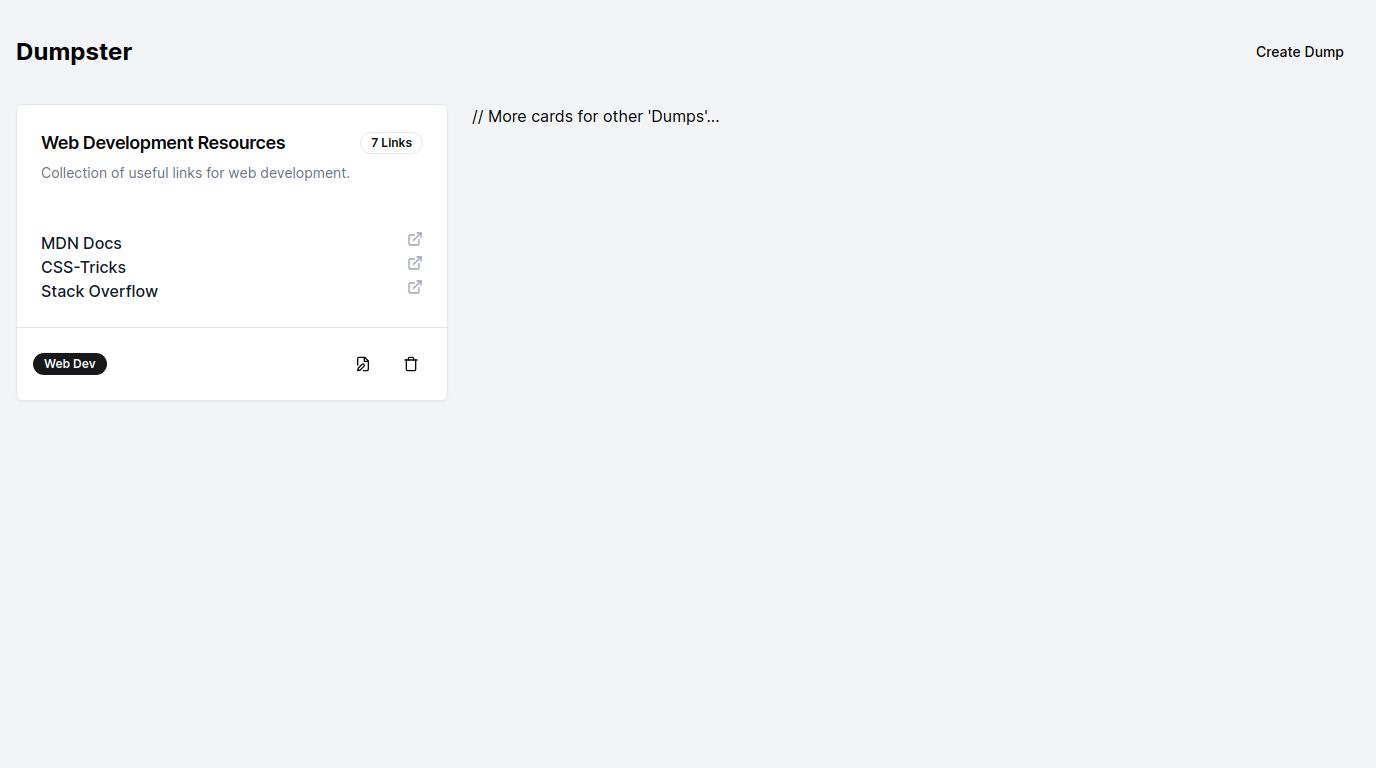 Dumpster
Create Dump
Web Development Resources
7 Links
Collection of useful links for web development.
MDN Docs
CSS-Tricks
Stack Overflow
Web Dev
// More cards for other 'Dumps'...